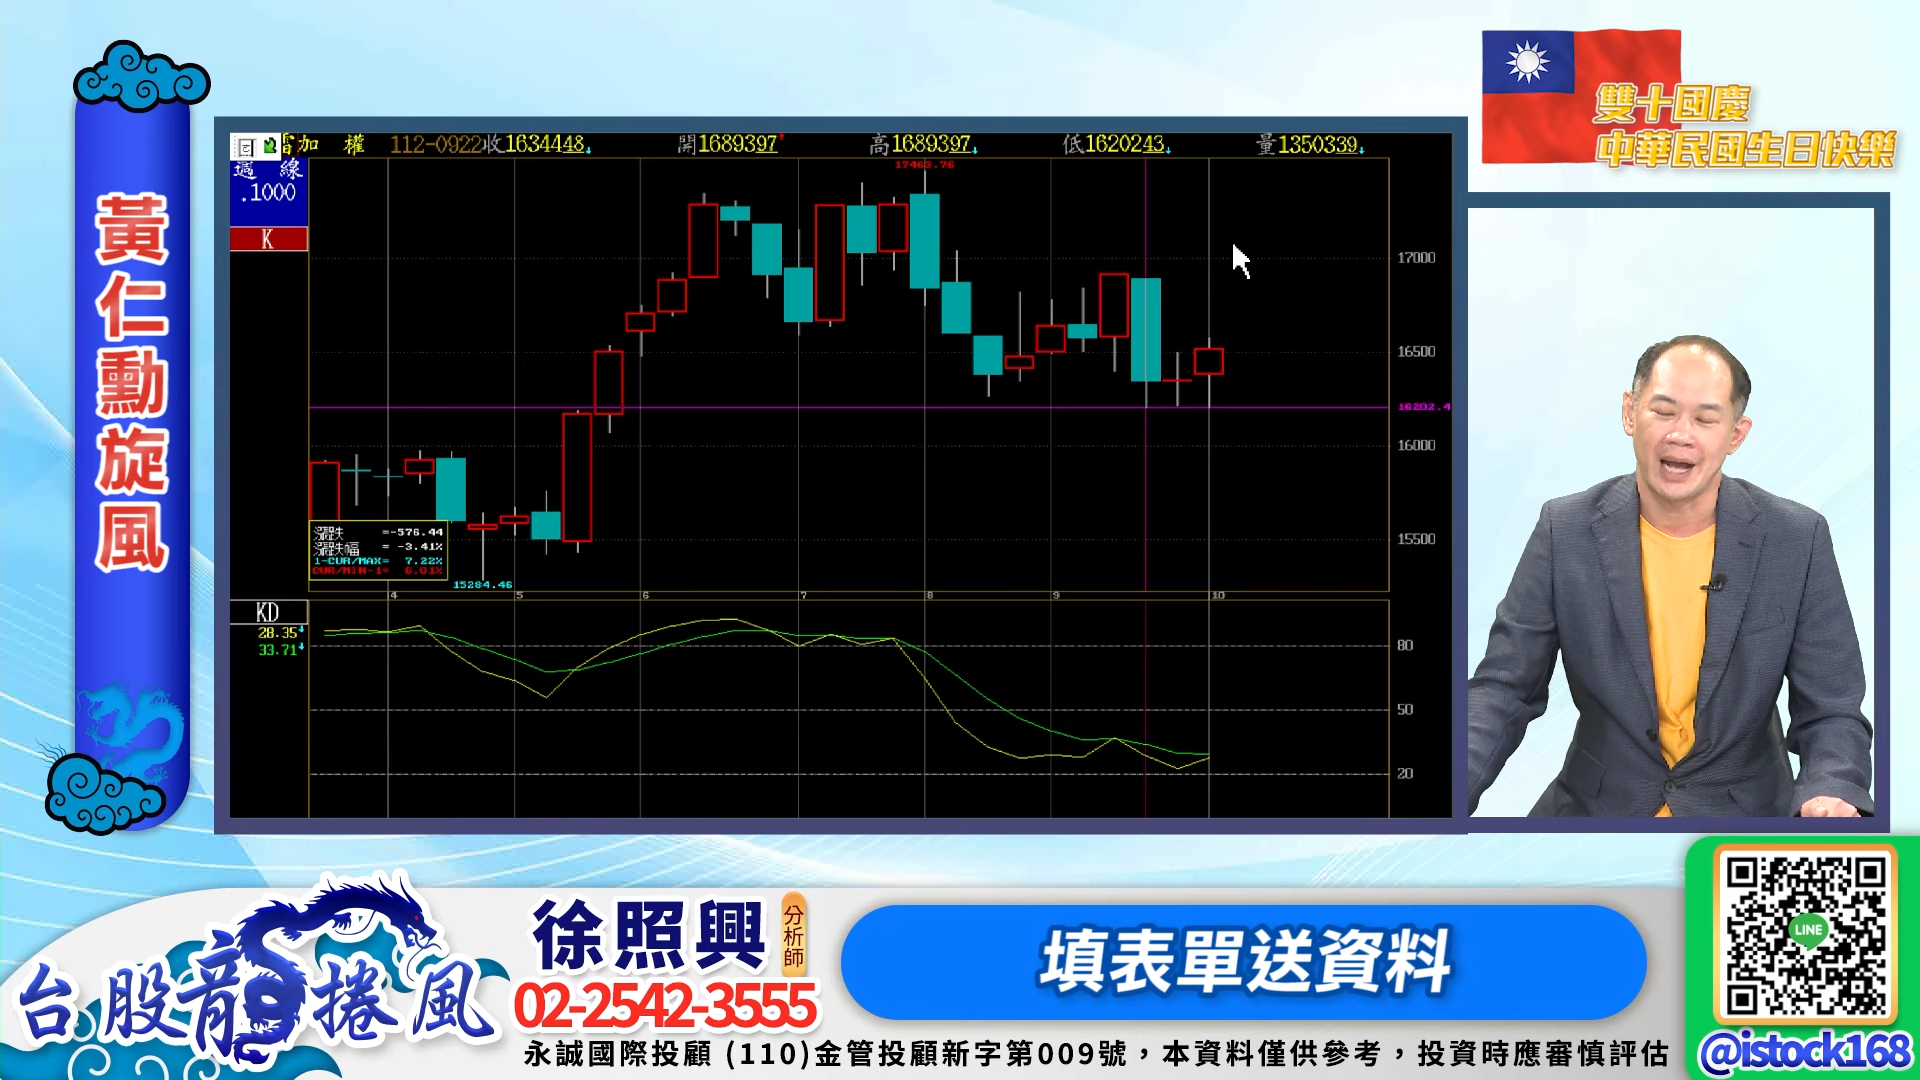 雙十國慶
中華民國生日快樂
黃仁勳旋風
加 權 112-0922收1634448 開1689397 高1689397 低1620243 量1350339
週 線
.1000
K
17463.76
17000
16500
16202.4
16000
15500
漲跌 =-576.44
漲跌幅 = -3.41%
1-CUR/MAX= 7.22%
CUR/MIN-1= 6.01%
15284.46
4 5 6 7 8 9 10
KD
28.35
33.71
80
50
20
台股龍捲風
徐照興
分析師
02-2542-3555
填表單送資料
LINE
@istock168
永誠國際投顧 (110)金管投顧新字第009號，本資料僅供參考，投資時應審慎評估